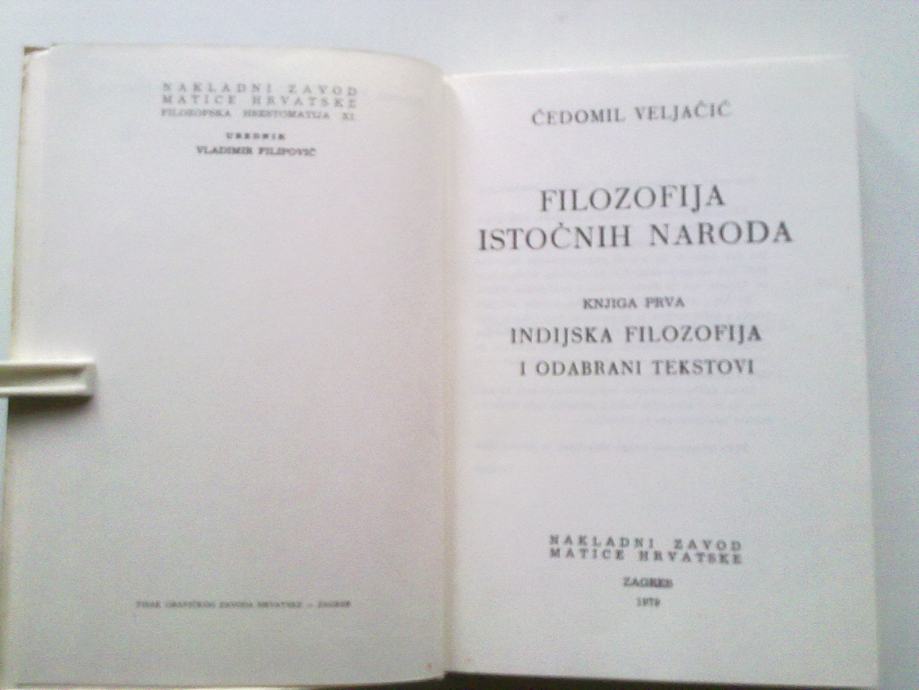 NAKLADNI ZAVOD
MATICE HRVATSKE
FILOZOFSKA HRESTOMATIJA XI
UREDNIK
VLADIMIR FILIPOVIĆ
TISAK GRAFIČKOG ZAVODA HRVATSKE – ZAGREB
ČEDOMIL VELJAČIĆ
FILOZOFIJA
ISTOČNIH NARODA
KNJIGA PRVA
INDIJSKA FILOZOFIJA
I ODABRANI TEKSTOVI
NAKLADNI ZAVOD
MATICE HRVATSKE
ZAGREB
1979